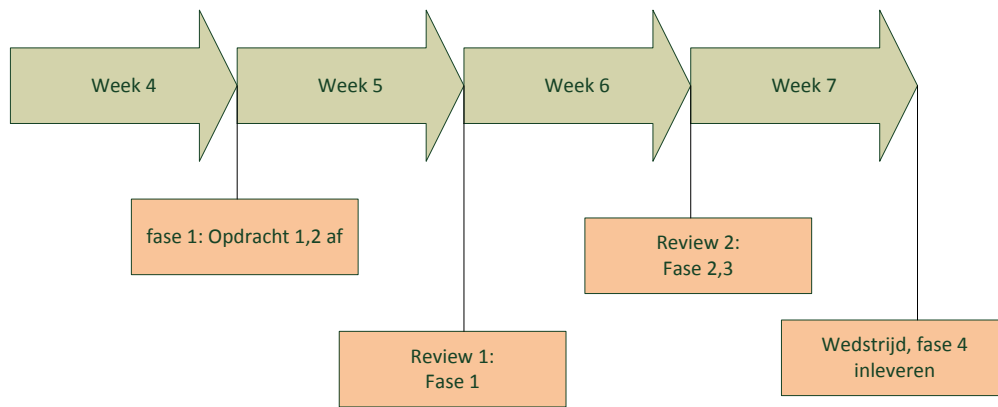 Week 4
Week 5
Week 6
Week 7
fase 1: Opdracht 1,2 af
Review 1:
Fase 1
Review 2:
Fase 2,3
Wedstrijd, fase 4
inleveren